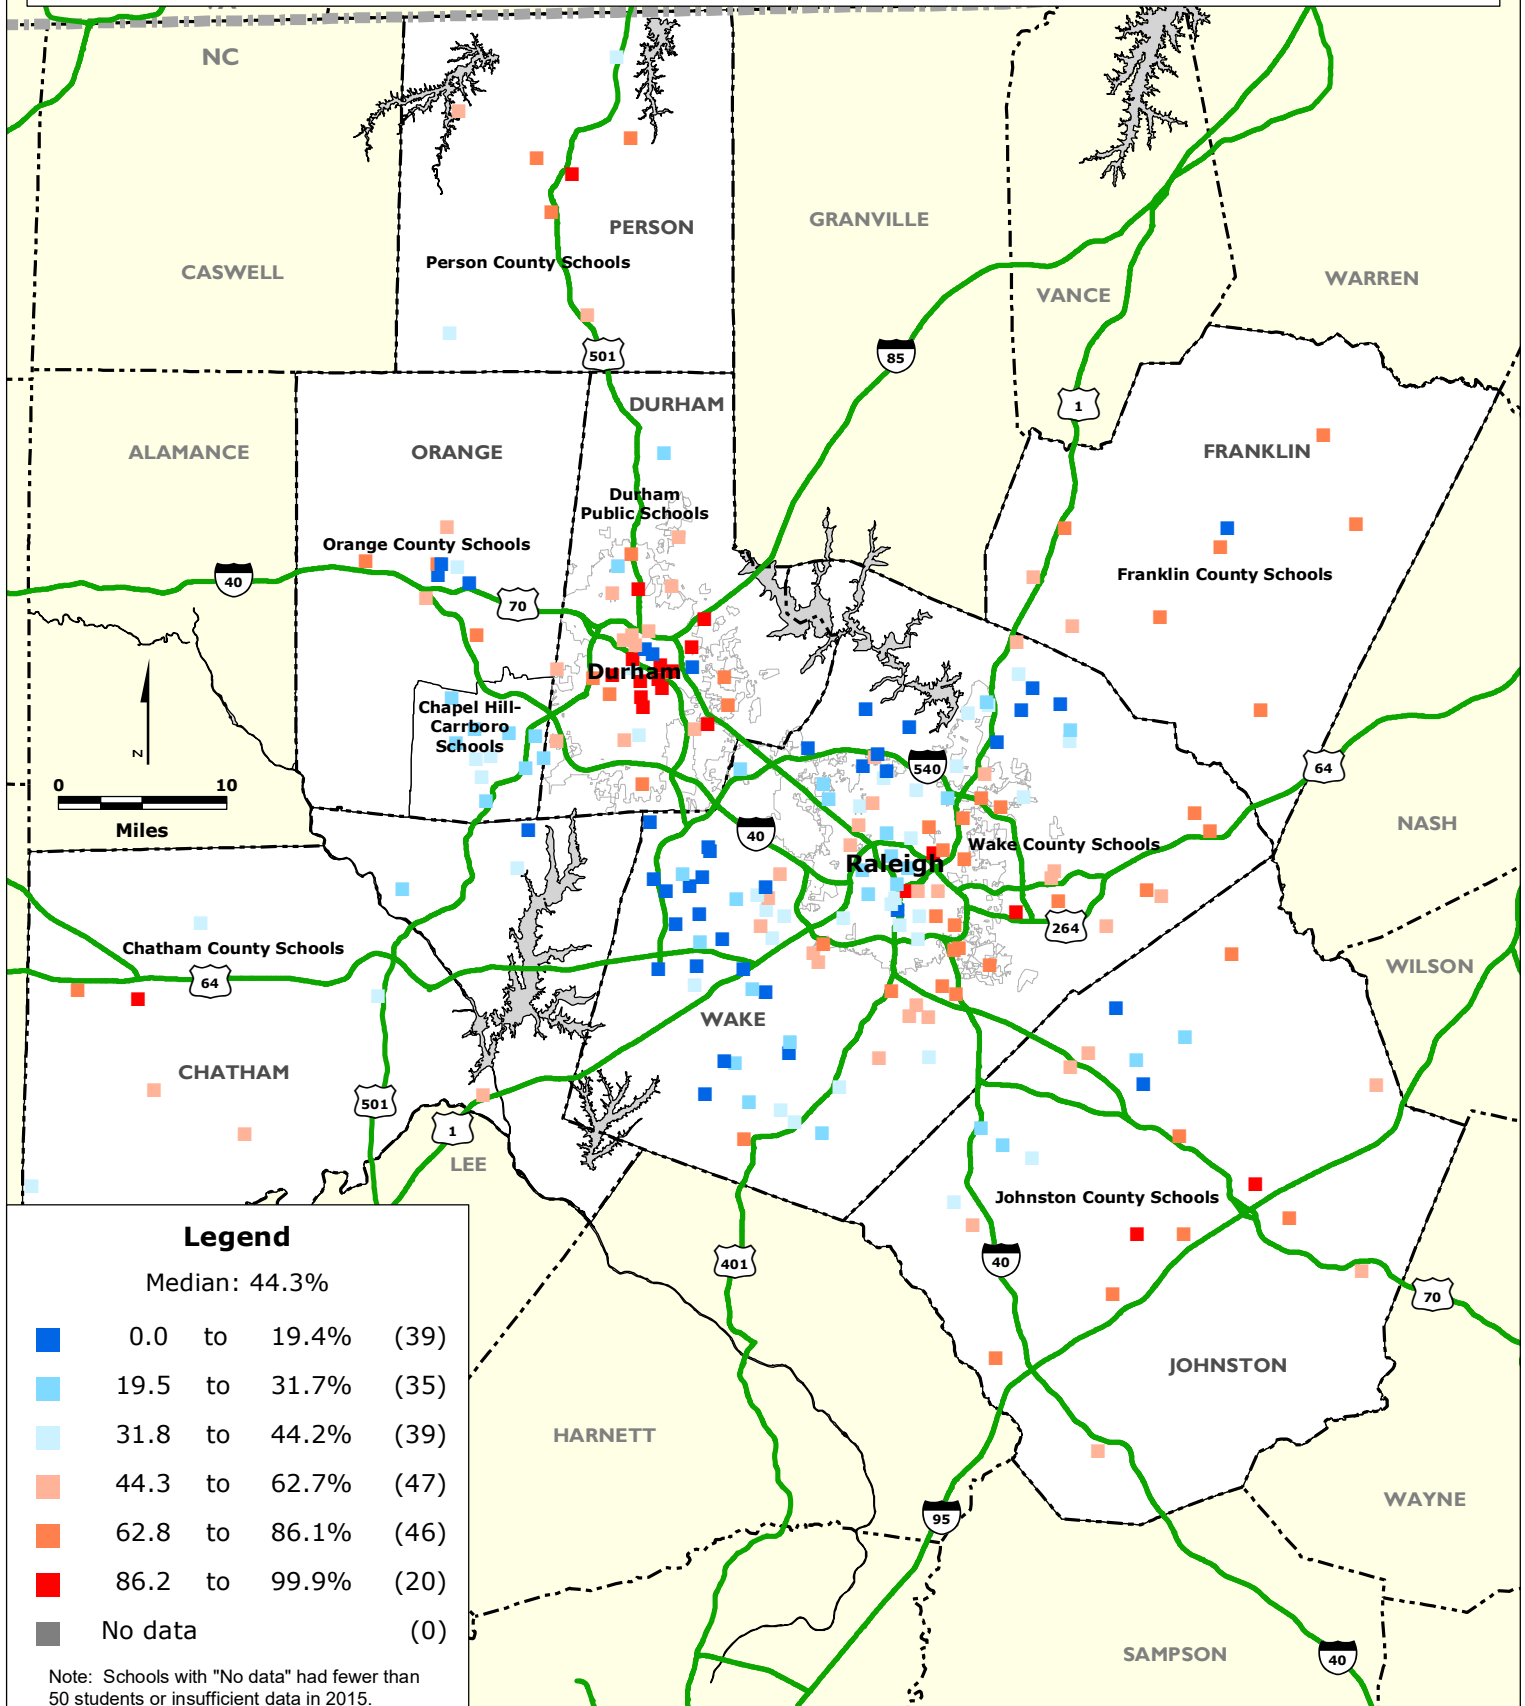 NC
PERSON
GRANVILLE
Person County Schools
CASWELL
WARREN
VANCE
501
85
DURHAM
1
ALAMANCE
ORANGE
FRANKLIN
Durham
Public Schools
Orange County Schools
40
Franklin County Schools
70
Durham
Chapel Hill-
Carrboro
Schools
N
540
64
0 10
Miles
40
NASH
Wake County Schools
Raleigh
264
Chatham County Schools
64
WILSON
WAKE
CHATHAM
501
1
LEE
Johnston County Schools
401
40
70
JOHNSTON
HARNETT
WAYNE
95
SAMPSON
40
Legend
Median: 44.3%
0.0 to 19.4% (39)
19.5 to 31.7% (35)
31.8 to 44.2% (39)
44.3 to 62.7% (47)
62.8 to 86.1% (46)
86.2 to 99.9% (20)
No data (0)
Note: Schools with "No data" had fewer than
50 students or insufficient data in 2015.